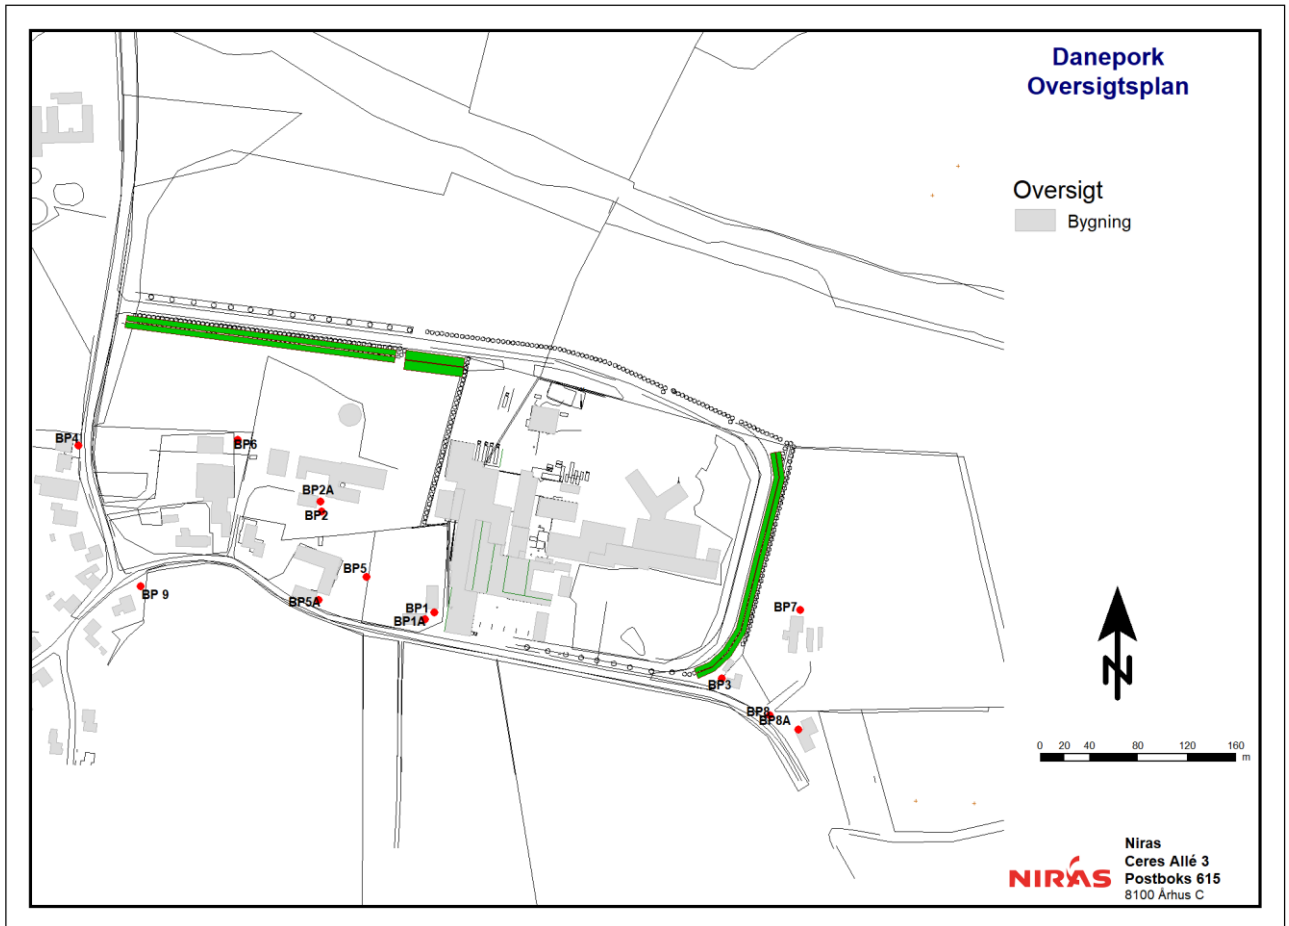 Danepork
Oversigtsplan
Oversigt
Bygning
BP4
BP6
BP2A
BP2
BP5
BP 9
BP5A
BP1
BP1A
BP7
BP3
BP8
BP8A
N
0 20 40 80 120 160
m
NIRAS
Niras
Ceres Allé 3
Postboks 615
8100 Århus C